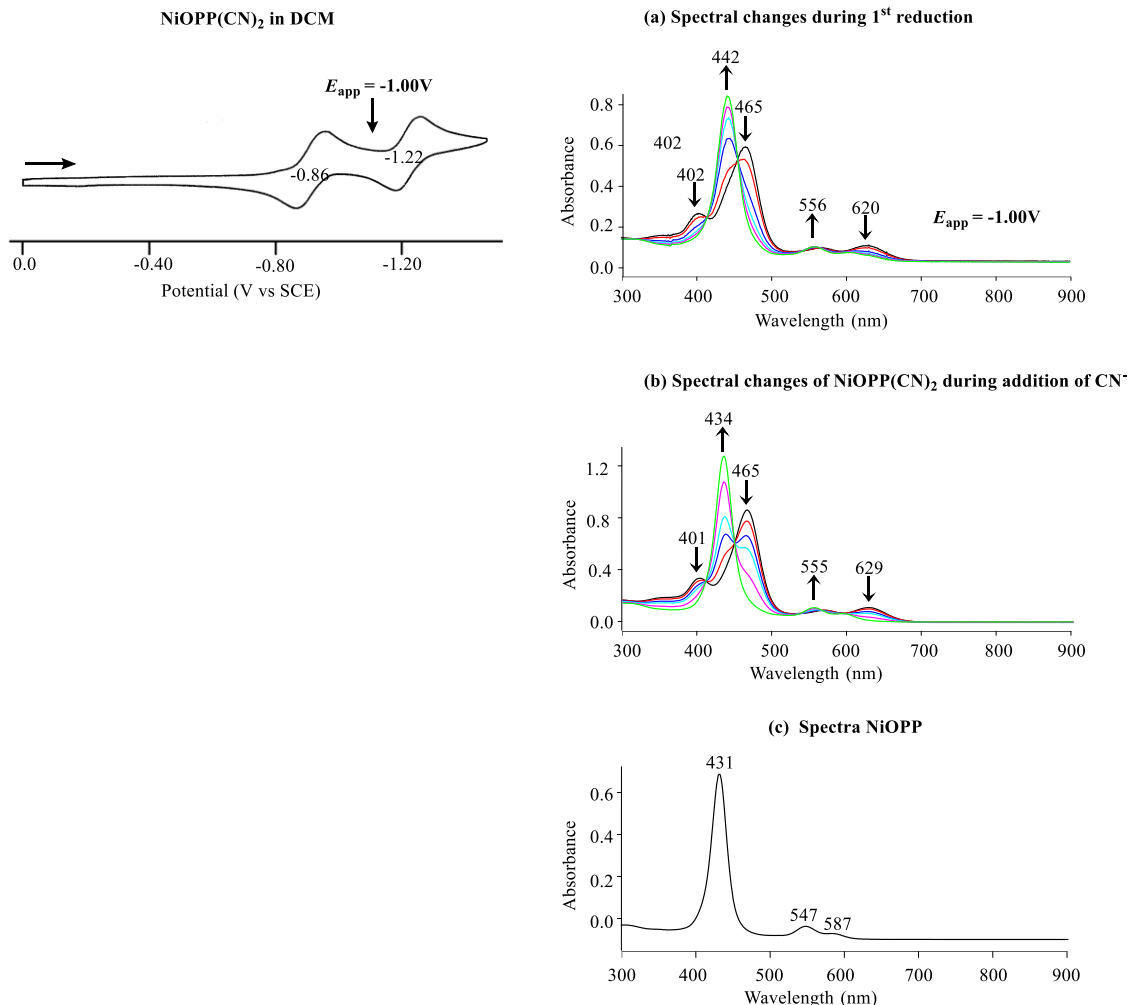 NiOPP(CN)2 in DCM
Eapp = -1.00V
-1.22
-0.86
0.0
-0.40
-0.80
-1.20
Potential (V vs SCE)
(a) Spectral changes during 1st reduction
442
465
402
402
556
620
Eapp = -1.00V
0.8
0.6
0.4
0.2
0.0
Absorbance
300 400 500 600 700 800 900
Wavelength (nm)
(b) Spectral changes of NiOPP(CN)2 during addition of CN-
434
465
401
555
629
1.2
0.8
0.4
0.0
Absorbance
300 400 500 600 700 800 900
Wavelength (nm)
(c) Spectra NiOPP
431
547
587
0.6
0.4
0.2
0.0
Absorbance
300 400 500 600 700 800 900
Wavelength (nm)